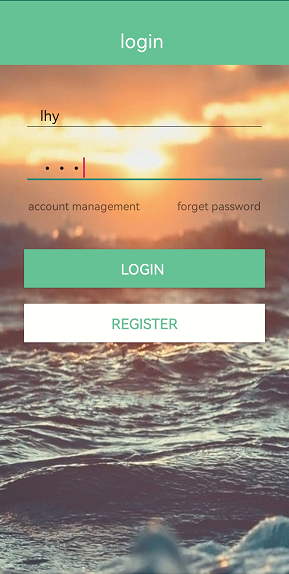 login
lhy
• • •
account management forget password
LOGIN
REGISTER